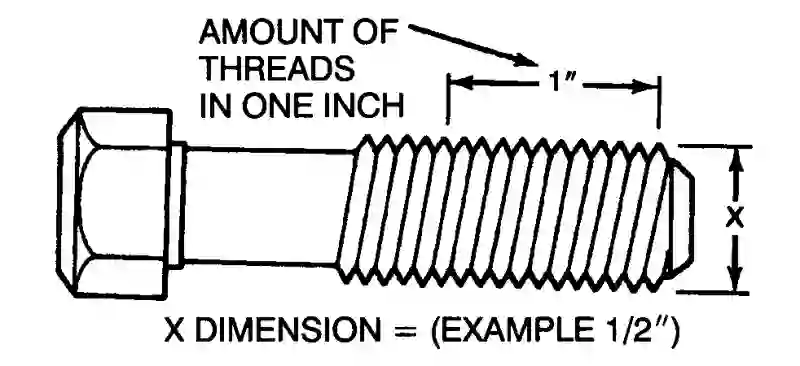 AMOUNT OF
THREADS
IN ONE INCH
1"
X
X DIMENSION = (EXAMPLE 1/2")